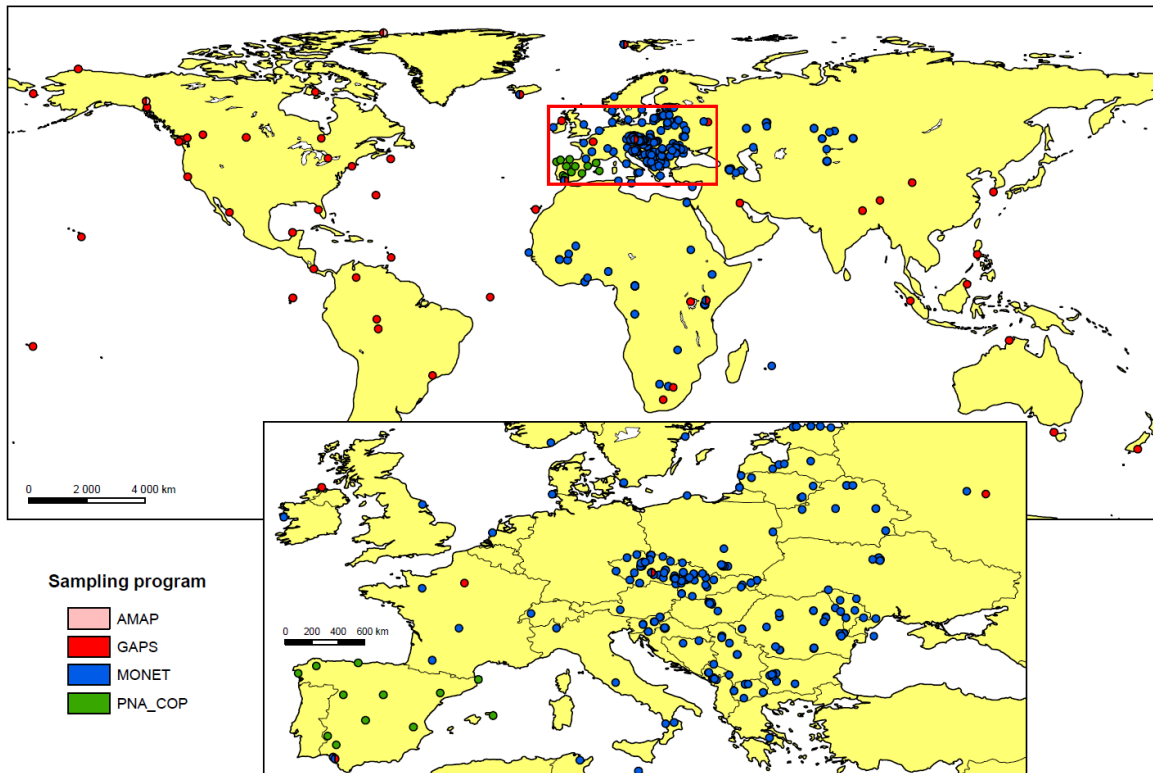 0 2 000 4 000 km
0 200 400 600 km
Sampling program
AMAP
GAPS
MONET
PNA_COP